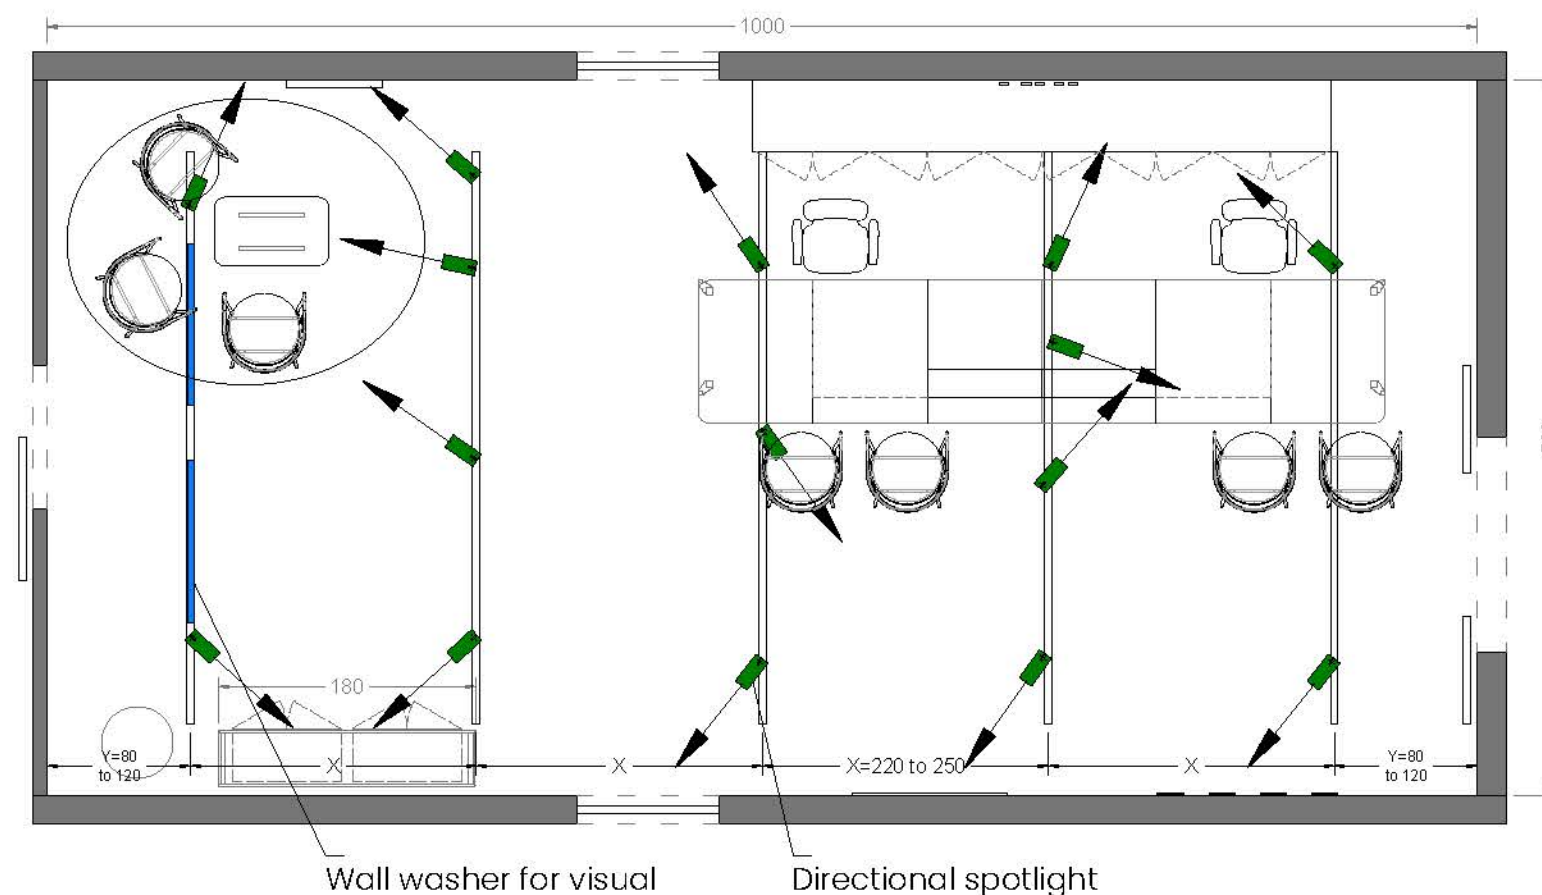 1000
180
Y=80
to 120
X
X
X=220 to 250
X
Y=80
to 120
Wall washer for visual
Directional spotlight